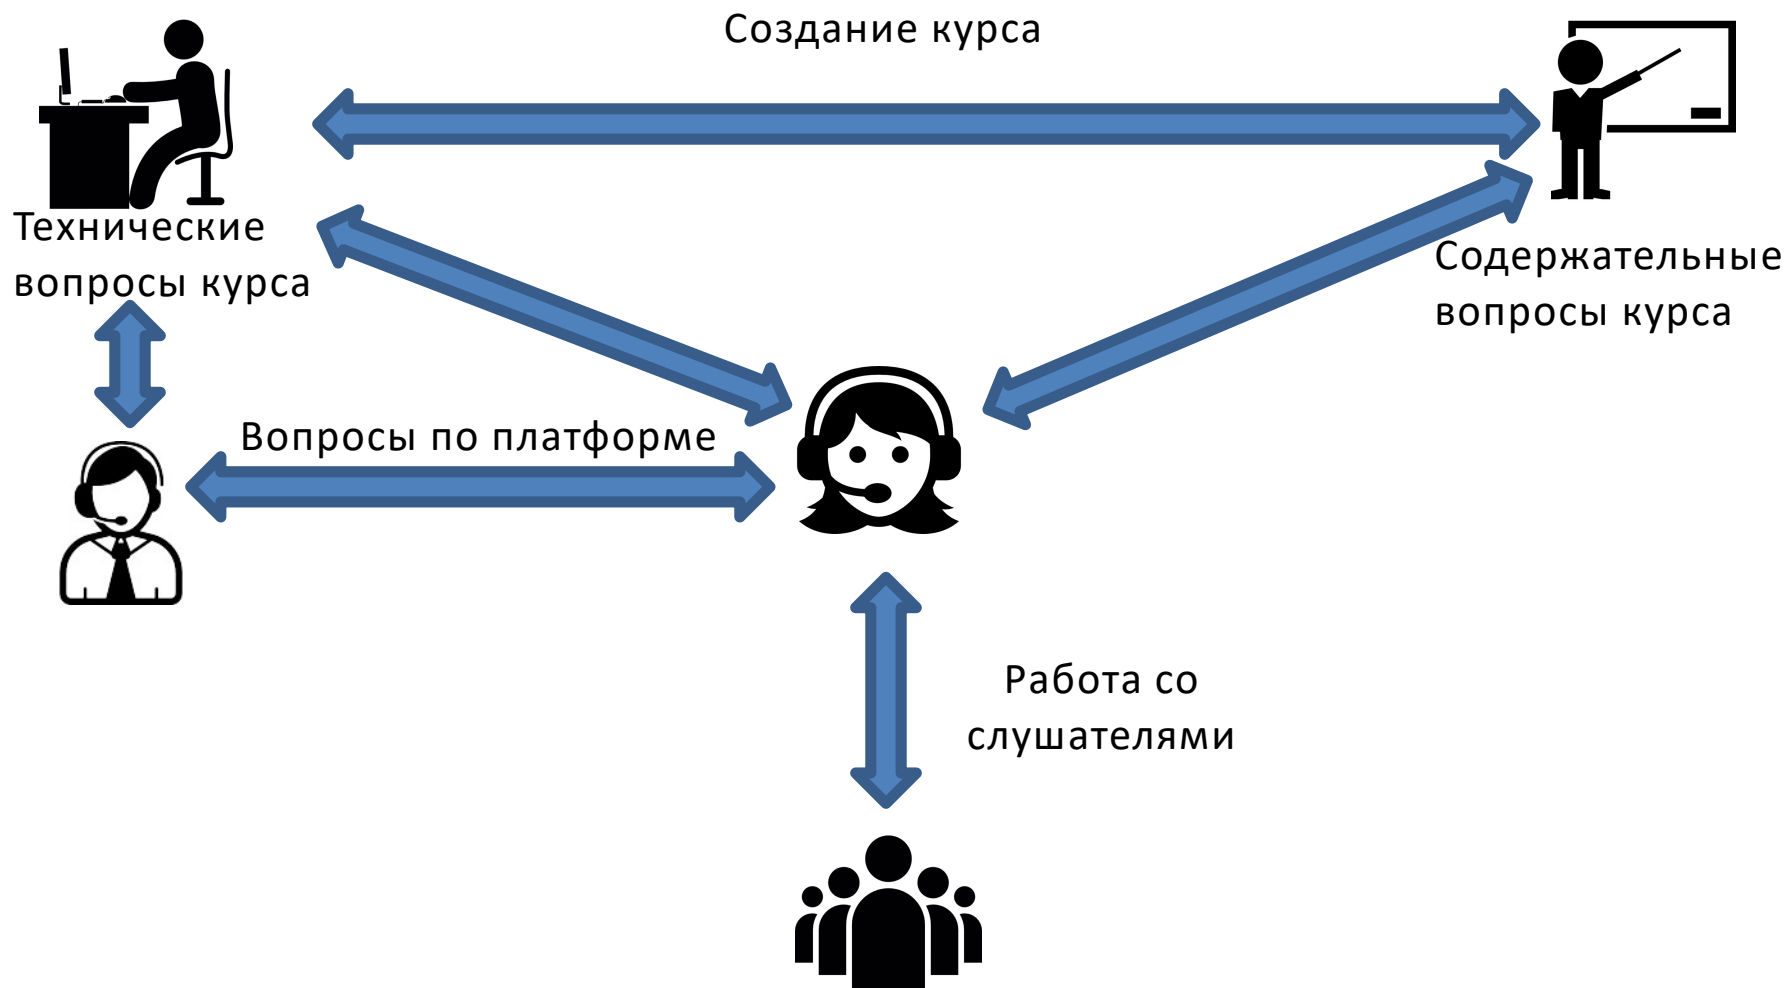 Создание курса
Технические
вопросы курса
Содержательные
вопросы курса
Вопросы по платформе
Работа со
слушателями